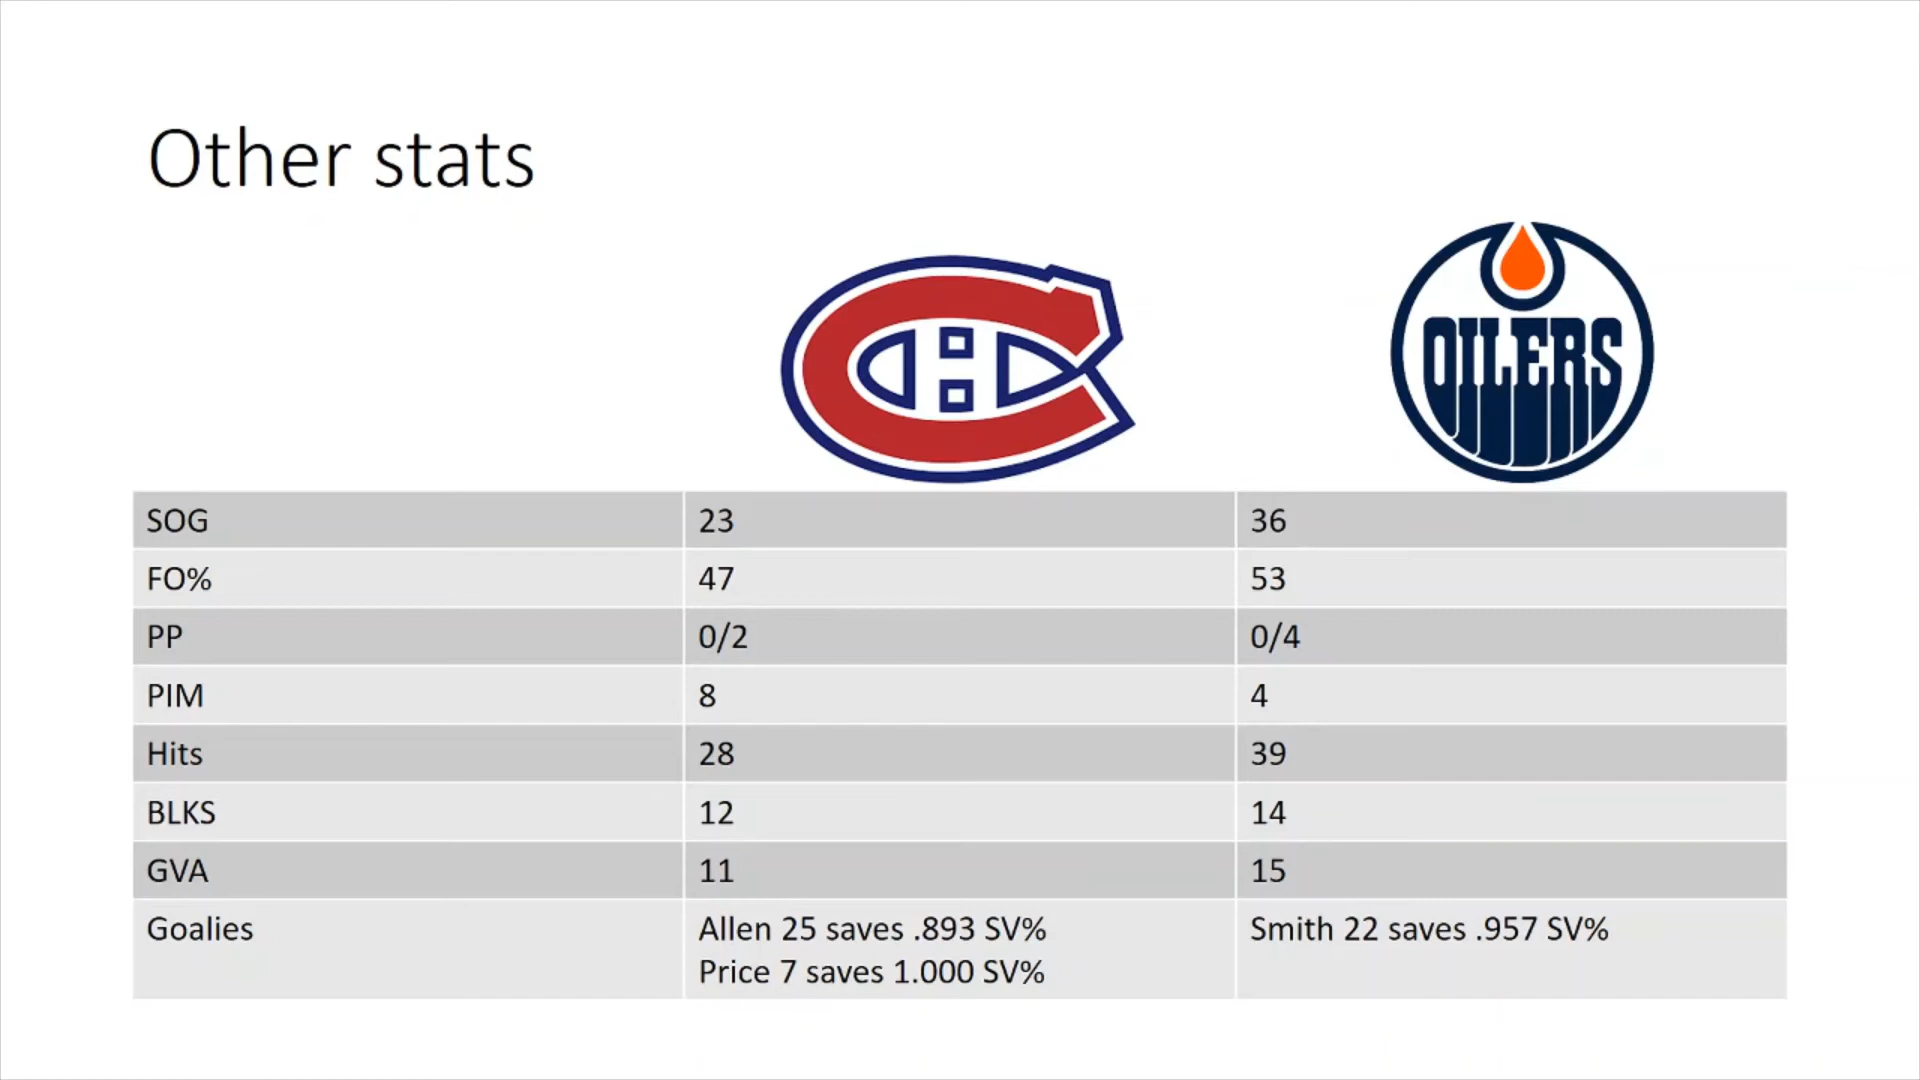 Other stats
OILERS
SOG 23 36
FO% 47 53
PP 0/2 0/4
PIM 8 4
Hits 28 39
BLKS 12 14
GVA 11 15
Goalies Allen 25 saves .893 SV% Smith 22 saves .957 SV%
Price 7 saves 1.000 SV%